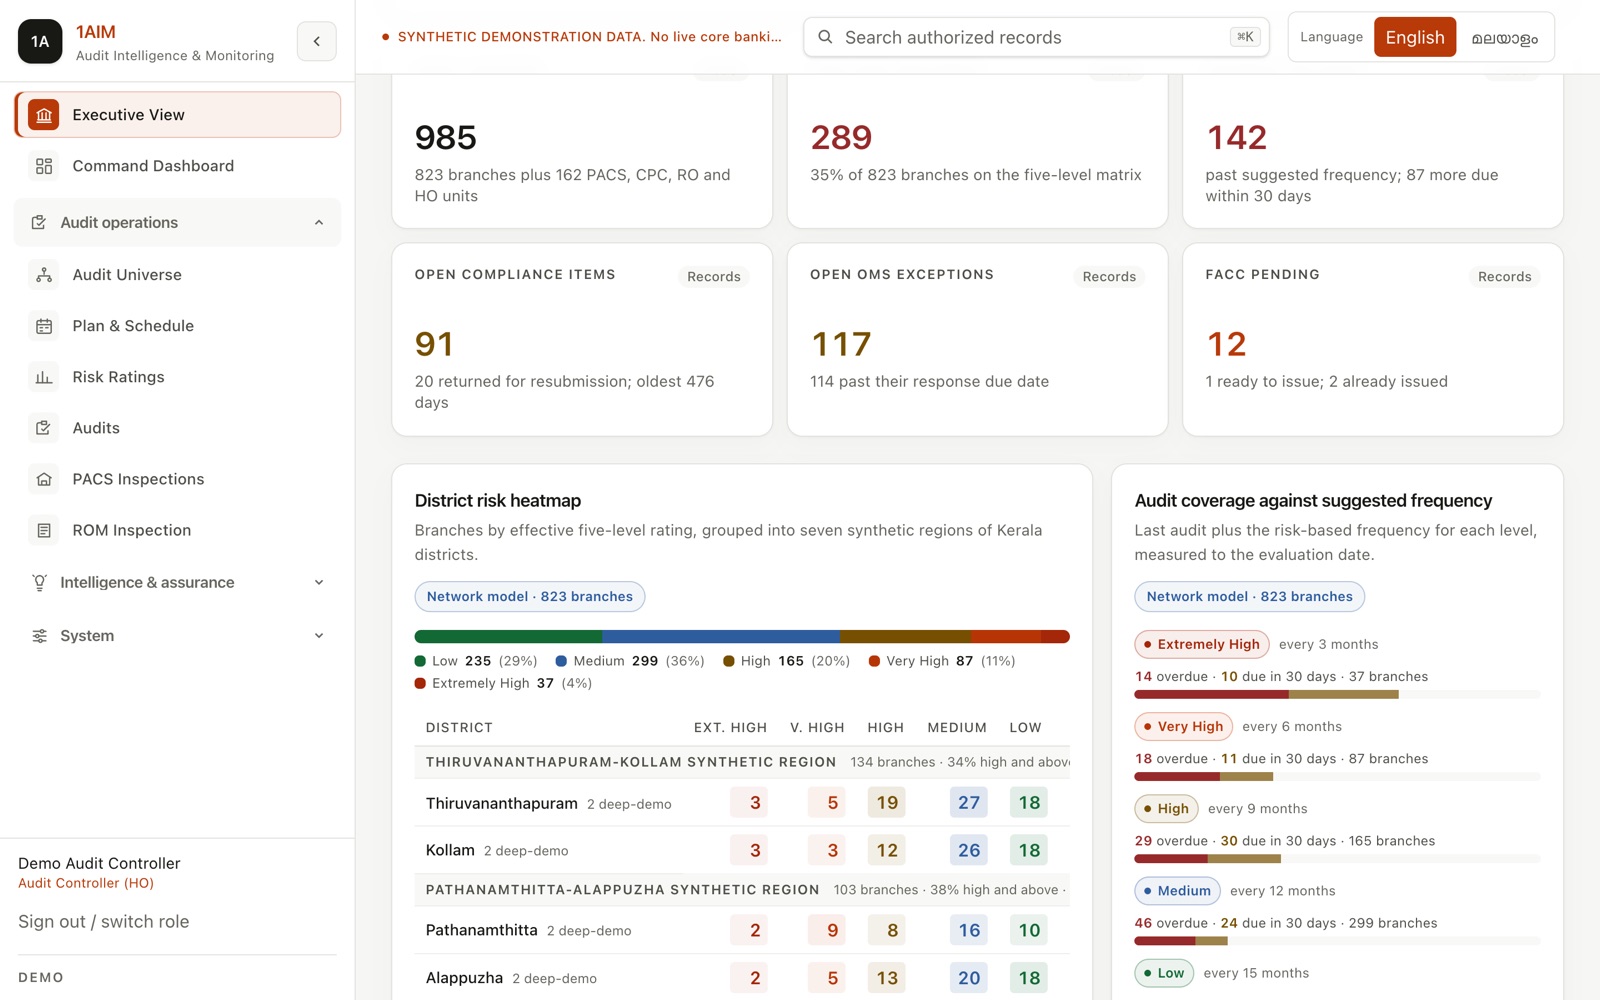 1A
1AIM
Audit Intelligence & Monitoring
Executive View
Command Dashboard
Audit operations
Audit Universe
Plan & Schedule
Risk Ratings
Audits
PACS Inspections
ROM Inspection
Intelligence & assurance
System
Demo Audit Controller
Audit Controller (HO)
Sign out / switch role
DEMO
SYNTHETIC DEMONSTRATION DATA. No live core banki...
Search authorized records
⌘K
Language
English
മലയാളം
985
823 branches plus 162 PACS, CPC, RO and
HO units
289
35% of 823 branches on the five-level matrix
142
past suggested frequency; 87 more due
within 30 days
OPEN COMPLIANCE ITEMS
Records
91
20 returned for resubmission; oldest 476
days
OPEN OMS EXCEPTIONS
Records
117
114 past their response due date
FACC PENDING
Records
12
1 ready to issue; 2 already issued
District risk heatmap
Branches by effective five-level rating, grouped into seven synthetic regions of Kerala
districts.
Network model · 823 branches
Low 235 (29%) Medium 299 (36%) High 165 (20%) Very High 87 (11%)
Extremely High 37 (4%)
DISTRICT EXT. HIGH V. HIGH HIGH MEDIUM LOW
THIRUVANANTHAPURAM-KOLLAM SYNTHETIC REGION 134 branches · 34% high and above
Thiruvananthapuram 2 deep-demo 3 5 19 27 18
Kollam 2 deep-demo 3 3 12 26 18
PATHANAMTHITTA-ALAPPUZHA SYNTHETIC REGION 103 branches · 38% high and above ·
Pathanamthitta 2 deep-demo 2 9 8 16 10
Alappuzha 2 deep-demo 2 5 13 20 18
Audit coverage against suggested frequency
Last audit plus the risk-based frequency for each level,
measured to the evaluation date.
Network model · 823 branches
Extremely High every 3 months
14 overdue · 10 due in 30 days · 37 branches
Very High every 6 months
18 overdue · 11 due in 30 days · 87 branches
High every 9 months
29 overdue · 30 due in 30 days · 165 branches
Medium every 12 months
46 overdue · 24 due in 30 days · 299 branches
Low every 15 months